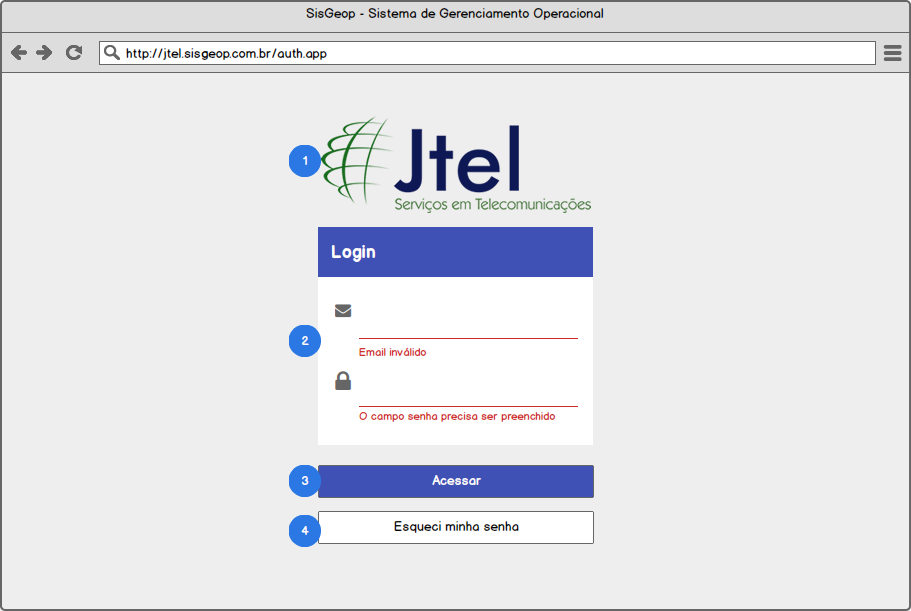 SisGeop - Sistema de Gerenciamento Operacional
http://jtel.sisgeop.com.br/auth.app
1
Jtel
Serviços em Telecomunicações
Login
2
Email inválido
O campo senha precisa ser preenchido
3
Acessar
4
Esqueci minha senha